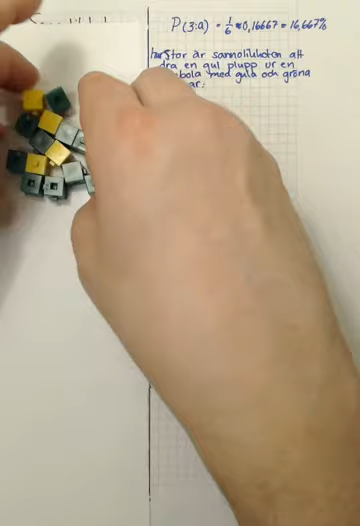 P(3:a) = 1/6 ≈ 0,16667 = 16,667%
hur stor är sannolikheten att
dra en gul plupp ur en
med gula och gröna